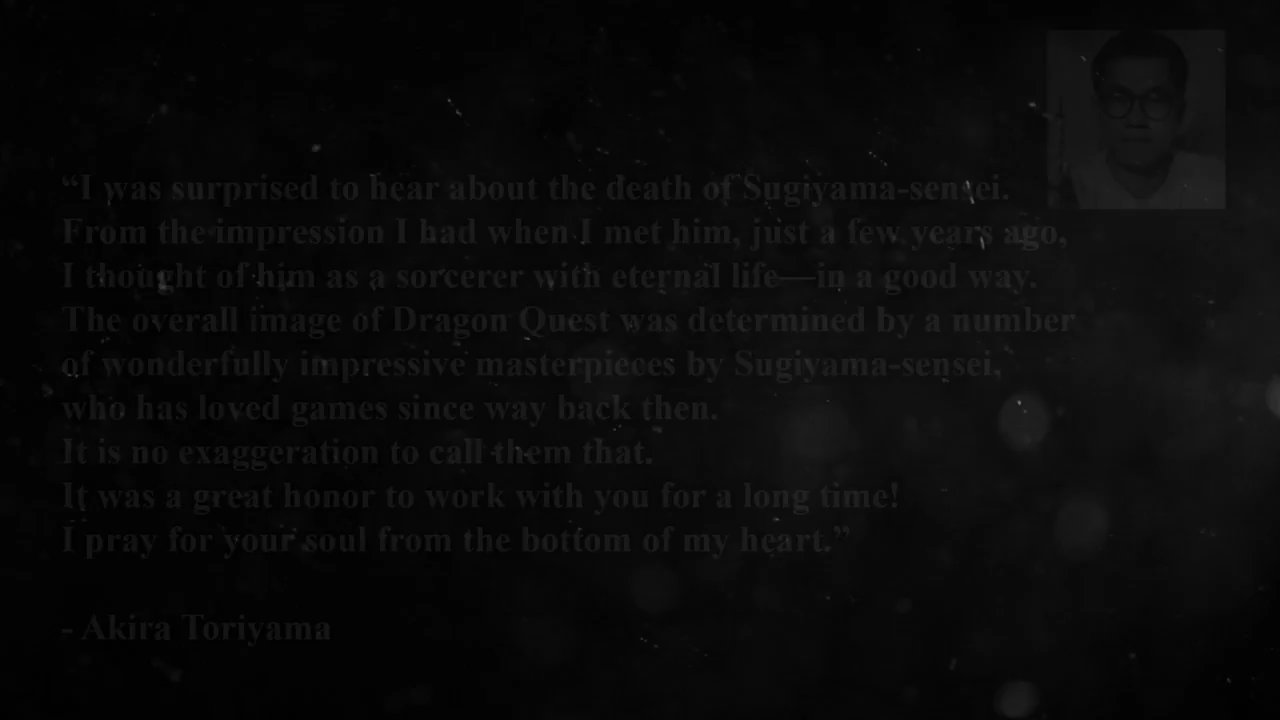 “I was surprised to hear about the death of Sugiyama-sensei.
From the impression I had when I met him, just a few years ago,
I thought of him as a sorcerer with eternal life—in a good way.
The overall image of Dragon Quest was determined by a number
of wonderfully impressive masterpieces by Sugiyama-sensei,
who has loved games since way back then.
It is no exaggeration to call them that.
It was a great honor to work with you for a long time!
I pray for your soul from the bottom of my heart.”
- Akira Toriyama